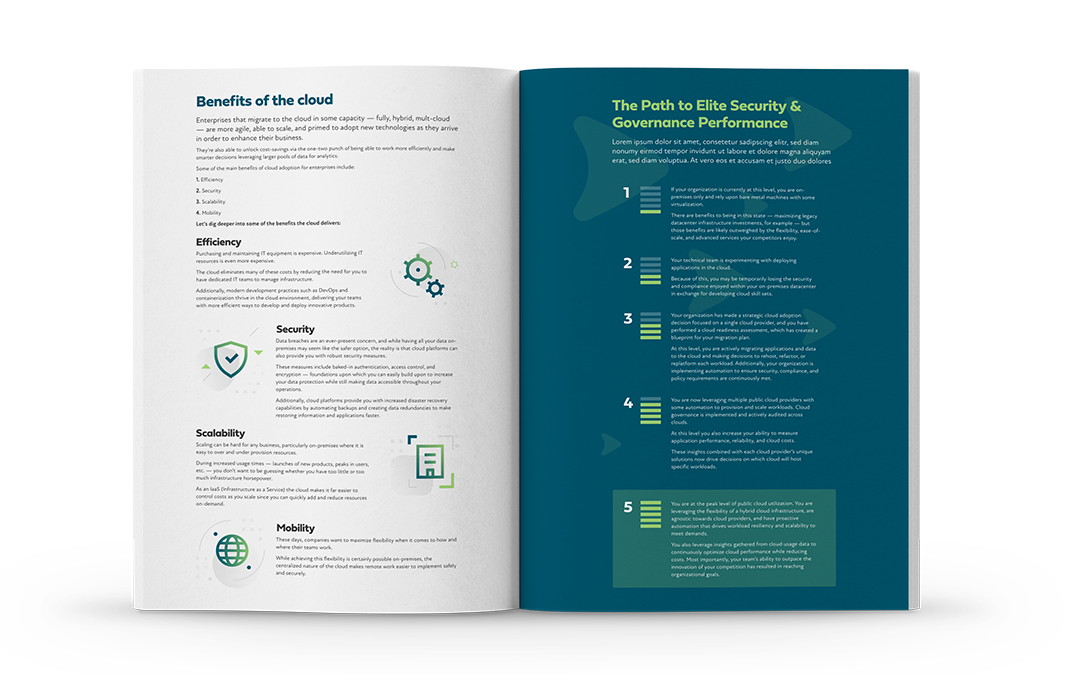 Benefits of the cloud
Enterprises that migrate to the cloud in some capacity — fully, hybrid, mult-cloud
— are more agile, able to scale, and primed to adopt new technologies as they arrive
in order to enhance their business.
They're also able to unlock cost-savings via the one-two punch of being able to work more efficiently and make
smarter decisions leveraging larger pools of data for analytics.
Some of the main benefits of cloud adoption for enterprises include:
1. Efficiency
2. Security
3. Scalability
4. Mobility
Let's dig deeper into some of the benefits the cloud delivers:
Efficiency
Purchasing and maintaining IT equipment is expensive. Underutilizing IT
resources is even more expensive.
The cloud eliminates many of these costs by reducing the need for you to
have dedicated IT teams to manage infrastructure.
Additionally, modern development practices such as DevOps and
containerization thrive in the cloud environment, delivering your teams
with more efficient ways to develop and deploy innovative products.
Security
Data breaches are an ever-present concern, and while having all your data on-
premises may seem like the safer option, the reality is that cloud platforms can
also provide you with robust security measures.
These measures include baked-in authentication, access control, and
encryption — foundations upon which you can easily build upon to increase
your data protection while still making data accessible throughout your
operations.
Additionally, cloud platforms provide you with increased disaster recovery
capabilities by automating backups and creating data redundancies to make
restoring information and applications faster.
Scalability
Scaling can be hard for any business, particularly on-premises where it is
easy to over and under provision resources.
During increased usage times — launches of new products, peaks in users,
etc. — you don't want to be guessing whether you have too little or too
much infrastructure horsepower.
As an IaaS (Infrastructure as a Service) the cloud makes it far easier to
control costs as you scale since you can quickly add and reduce resources
on-demand.
Mobility
These days, companies want to maximize flexibility when it comes to how and
where their teams work.
While achieving this flexibility is certainly possible on-premises, the
centralized nature of the cloud makes remote work easier to implement safely
and securely.
The Path to Elite Security &
Governance Performance
Lorem ipsum dolor sit amet, consetetur sadipscing elitr, sed diam
nonumy eirmod tempor invidunt ut labore et dolore magna aliquyam
erat, sed diam voluptua. At vero eos et accusam et justo duo dolores
1
If your organization is currently at this level, you are on-
premises only and rely upon bare metal machines with some
virtualization.
There are benefits to being in this state — maximizing legacy
datacenter infrastructure investments, for example — but
those benefits are likely outweighed by the flexibility, ease-of-
scale, and advanced services your competitors enjoy.
2
Your technical team is experimenting with deploying
applications in the cloud.
Because of this, you may be temporarily losing the security
and compliance enjoyed within your on-premises datacenter
in exchange for developing cloud skill sets.
3
Your organization has made a strategic cloud adoption
decision focused on a single cloud provider, and you have
performed a cloud readiness assessment, which has created a
blueprint for your migration plan.
At this level, you are actively migrating applications and data
to the cloud and making decisions to rehost, refactor, or
replatform each workload. Additionally, your organization is
implementing automation to ensure security, compliance, and
policy requirements are continuously met.
4
You are now leveraging multiple public cloud providers with
some automation to provision and scale workloads. Cloud
governance is implemented and actively audited across
clouds.
At this level you also increase your ability to measure
application performance, reliability, and cloud costs.
These insights combined with each cloud provider's unique
solutions now drive decisions on which cloud will host
specific workloads.
5
You are at the peak level of public cloud utilization. You are
leveraging the flexibility of a hybrid cloud infrastructure, are
agnostic towards cloud providers, and have proactive
automation that drives workload resiliency and scalability to
meet demands.
You also leverage insights gathered from cloud usage data to
continuously optimize cloud performance while reducing
costs. Most importantly, your team's ability to outpace the
innovation of your competition has resulted in reaching
organizational goals.